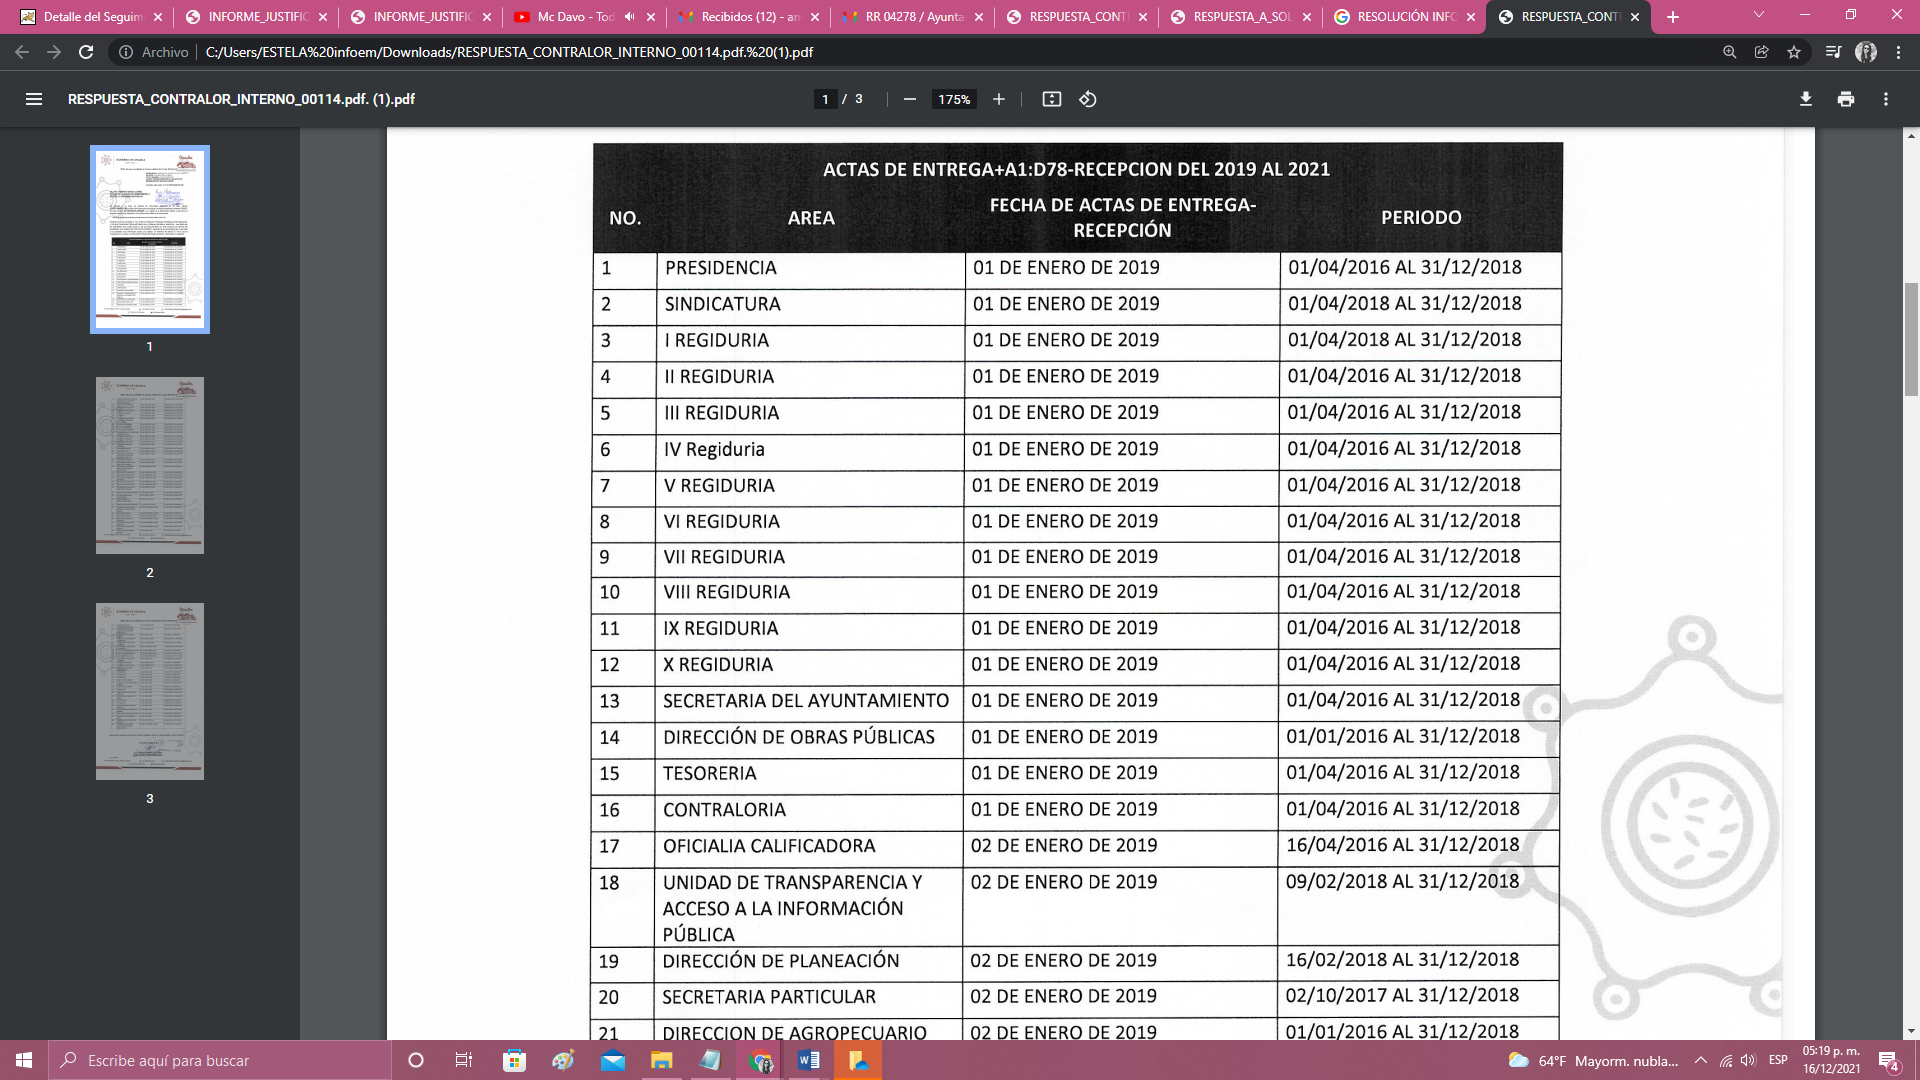 Detalle del Seguim
INFORME_JUSTIFIC
INFORME_JUSTIFIC
Mc Davo - Tod
Recibidos (12) - an
RR 04278 / Ayunta
RESPUESTA_CONT
RESPUESTA_A_SOL
RESOLUCIÓN INFO
RESPUESTA_CONT
Archivo C:/Users/ESTELA%20infoem/Downloads/RESPUESTA_CONTRALOR_INTERNO_00114.pdf.%20(1).pdf
RESPUESTA_CONTRALOR_INTERNO_00114.pdf. (1).pdf
1 / 3
175%
1
2
3
ACTAS DE ENTREGA+A1:D78-RECEPCION DEL 2019 AL 2021
NO. AREA FECHA DE ACTAS DE ENTREGA-
RECEPCIÓN PERIODO
1 PRESIDENCIA 01 DE ENERO DE 2019 01/04/2016 AL 31/12/2018
2 SINDICATURA 01 DE ENERO DE 2019 01/04/2018 AL 31/12/2018
3 I REGIDURIA 01 DE ENERO DE 2019 01/04/2018 AL 31/12/2018
4 II REGIDURIA 01 DE ENERO DE 2019 01/04/2016 AL 31/12/2018
5 III REGIDURIA 01 DE ENERO DE 2019 01/04/2016 AL 31/12/2018
6 IV Regiduria 01 DE ENERO DE 2019 01/04/2016 AL 31/12/2018
7 V REGIDURIA 01 DE ENERO DE 2019 01/04/2016 AL 31/12/2018
8 VI REGIDURIA 01 DE ENERO DE 2019 01/04/2016 AL 31/12/2018
9 VII REGIDURIA 01 DE ENERO DE 2019 01/04/2016 AL 31/12/2018
10 VIII REGIDURIA 01 DE ENERO DE 2019 01/04/2016 AL 31/12/2018
11 IX REGIDURIA 01 DE ENERO DE 2019 01/04/2016 AL 31/12/2018
12 X REGIDURIA 01 DE ENERO DE 2019 01/04/2016 AL 31/12/2018
13 SECRETARIA DEL AYUNTAMIENTO 01 DE ENERO DE 2019 01/04/2016 AL 31/12/2018
14 DIRECCIÓN DE OBRAS PÚBLICAS 01 DE ENERO DE 2019 01/01/2016 AL 31/12/2018
15 TESORERIA 01 DE ENERO DE 2019 01/04/2016 AL 31/12/2018
16 CONTRALORIA 01 DE ENERO DE 2019 01/04/2016 AL 31/12/2018
17 OFICIALIA CALIFICADORA 02 DE ENERO DE 2019 16/04/2016 AL 31/12/2018
18 UNIDAD DE TRANSPARENCIA Y 02 DE ENERO DE 2019 09/02/2018 AL 31/12/2018
ACCESO A LA INFORMACIÓN
PÚBLICA
19 DIRECCIÓN DE PLANEACIÓN 02 DE ENERO DE 2019 16/02/2018 AL 31/12/2018
20 SECRETARIA PARTICULAR 02 DE ENERO DE 2019 02/10/2017 AL 31/12/2018
21 DIRECCION DE AGROPECUARIO 02 DE ENERO DE 2019 01/01/2016 AL 31/12/2018
Escribe aquí para buscar
64°F Mayorm. nubla...
ESP
05:19 p. m.
16/12/2021
4